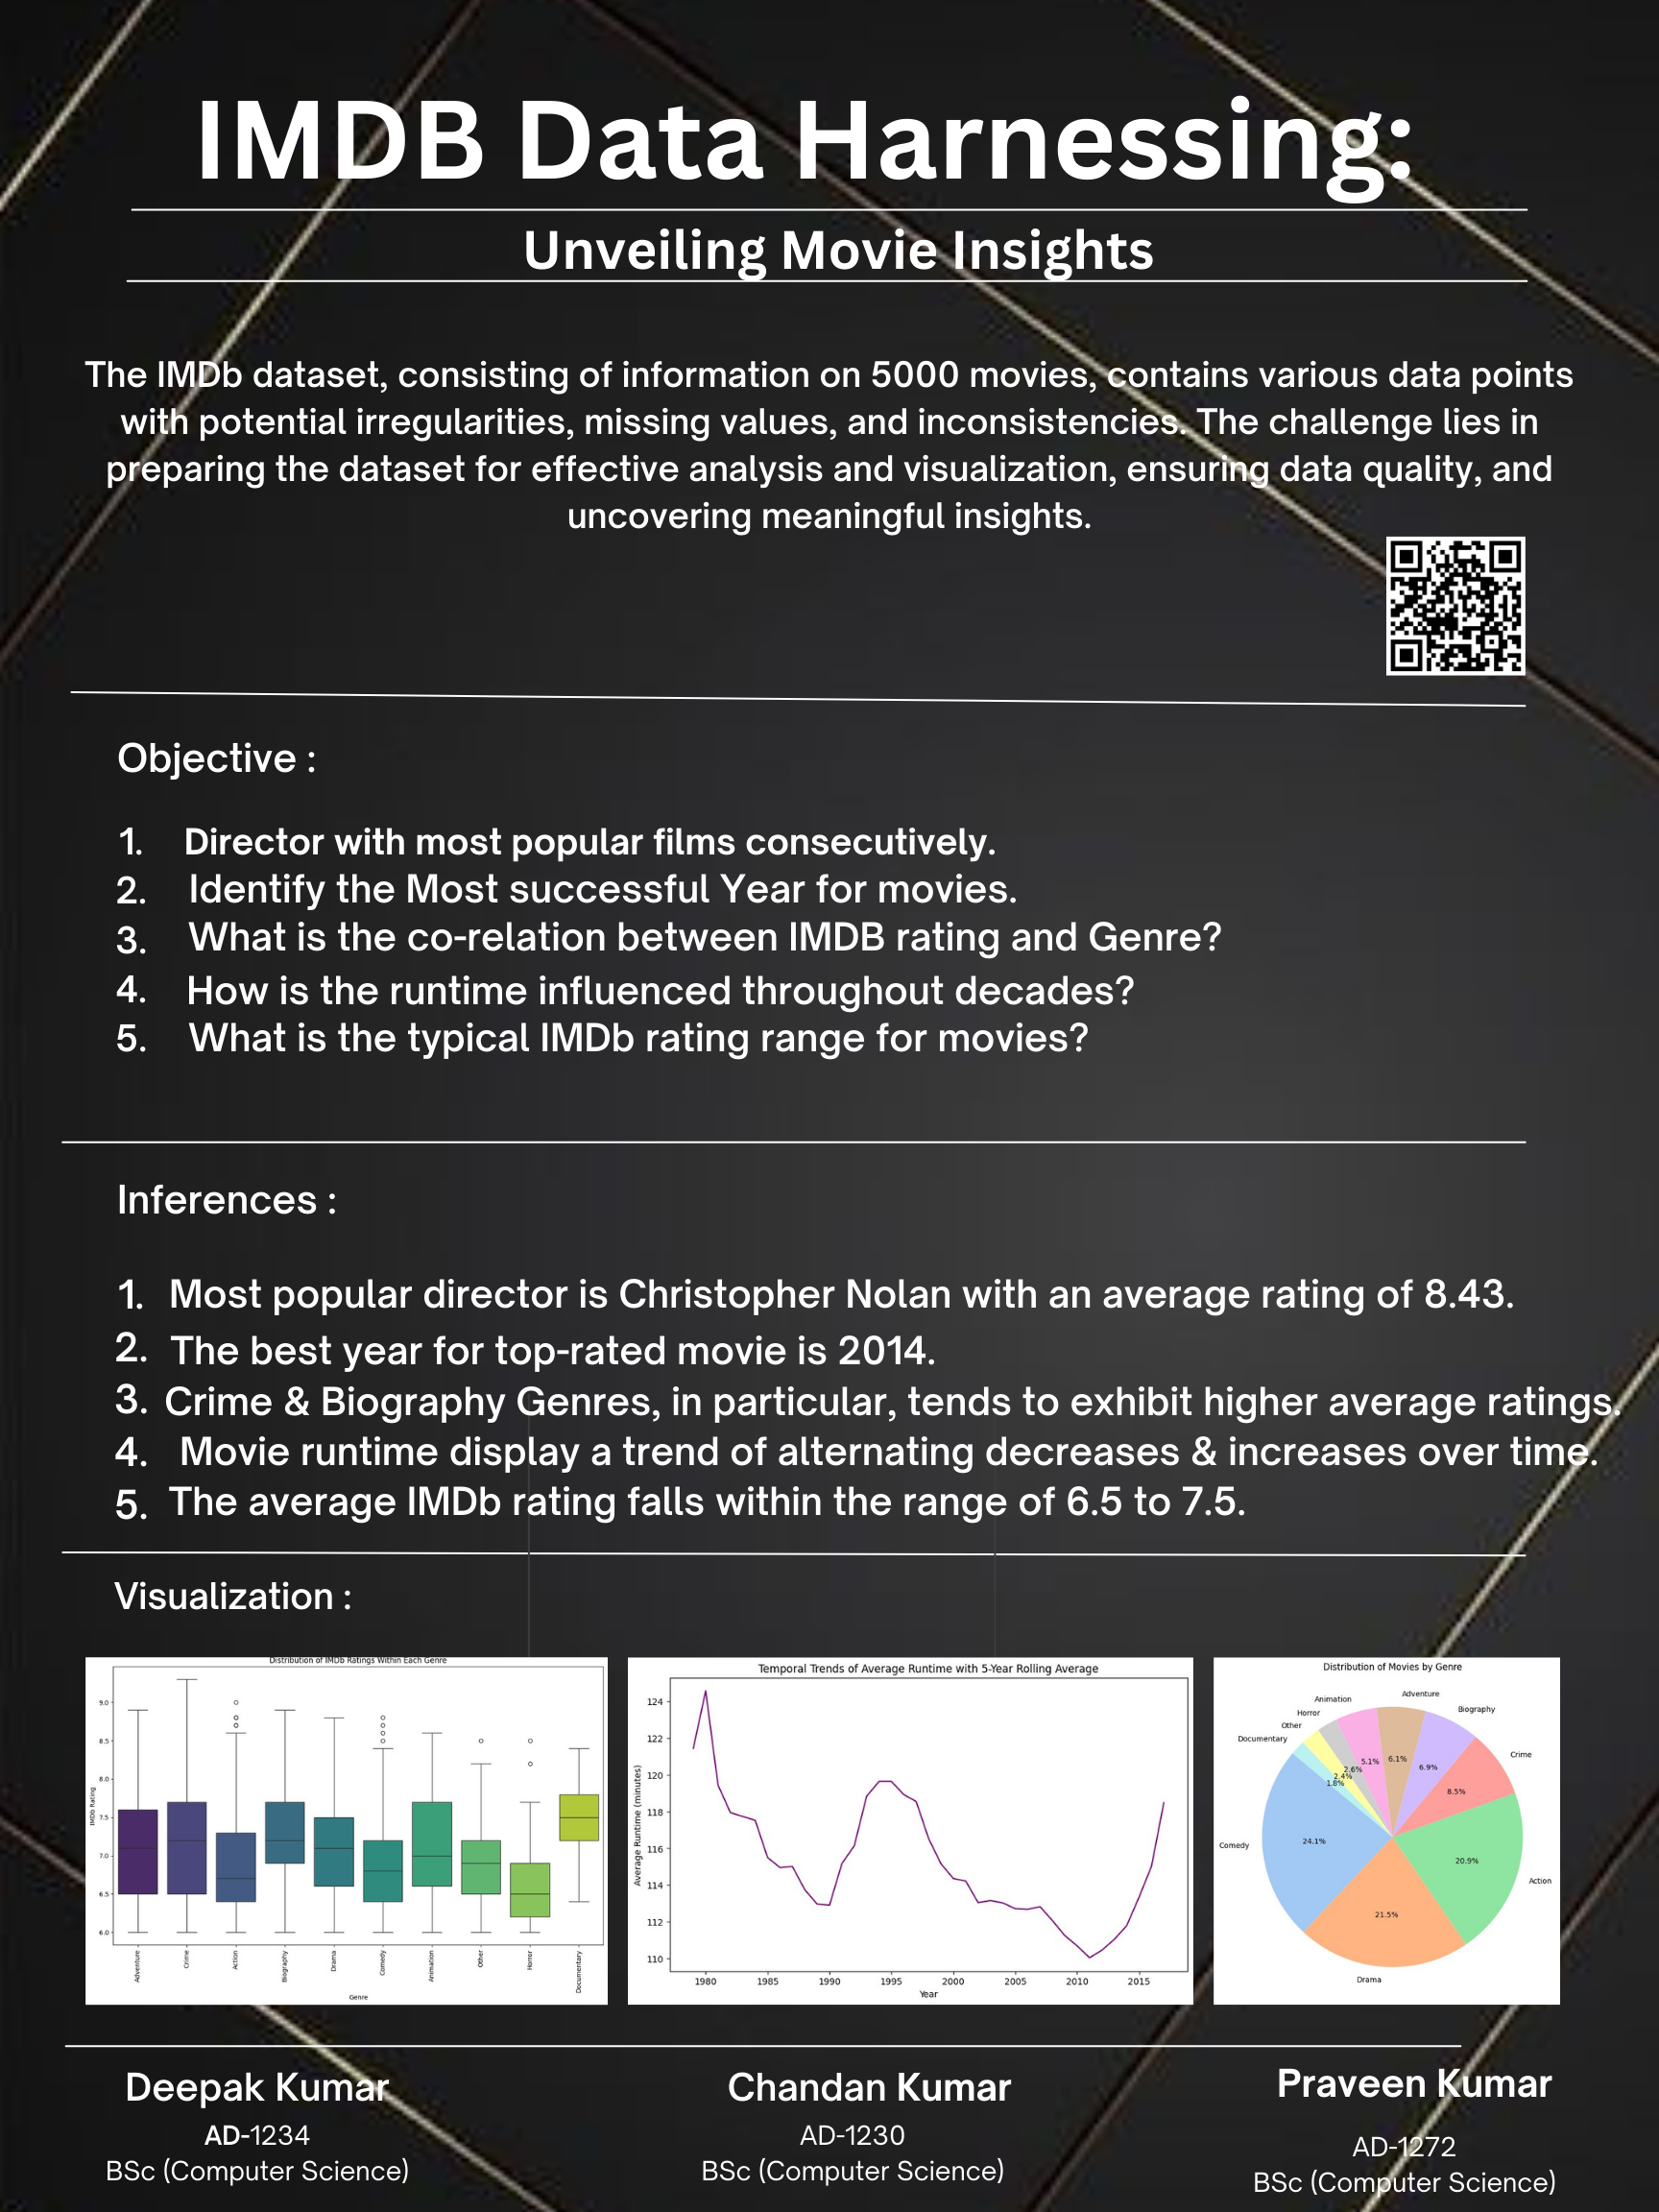 IMDB Data Harnessing:
Unveiling Movie Insights
The IMDb dataset, consisting of information on 5000 movies, contains various data points
with potential irregularities, missing values, and inconsistencies. The challenge lies in
preparing the dataset for effective analysis and visualization, ensuring data quality, and
uncovering meaningful insights.
Objective :
1. Director with most popular films consecutively.
2. Identify the Most successful Year for movies.
3. What is the co-relation between IMDB rating and Genre?
4. How is the runtime influenced throughout decades?
5. What is the typical IMDb rating range for movies?
Inferences :
1. Most popular director is Christopher Nolan with an average rating of 8.43.
2. The best year for top-rated movie is 2014.
3. Crime & Biography Genres, in particular, tends to exhibit higher average ratings.
4. Movie runtime display a trend of alternating decreases & increases over time.
5. The average IMDb rating falls within the range of 6.5 to 7.5.
Visualization :
Distribution of IMDb Ratings Within Each Genre
IMDb Rating
9.0
8.5
8.0
7.5
7.0
6.5
6.0
Adventure
Crime
Action
Biography
Drama
Comedy
Animation
Other
Horror
Documentary
Genre
Temporal Trends of Average Runtime with 5-Year Rolling Average
Average Runtime (minutes)
124
122
120
118
116
114
112
110
1980 1985 1990 1995 2000 2005 2010 2015
Year
Distribution of Movies by Genre
Adventure
Animation
Biography
Horror
Other
Documentary
Crime
Comedy
Action
Drama
5.1%
6.1%
6.9%
2.6%
2.4%
1.8%
8.5%
24.1%
20.9%
21.5%
Deepak Kumar
AD-1234
BSc (Computer Science)
Chandan Kumar
AD-1230
BSc (Computer Science)
Praveen Kumar
AD-1272
BSc (Computer Science)